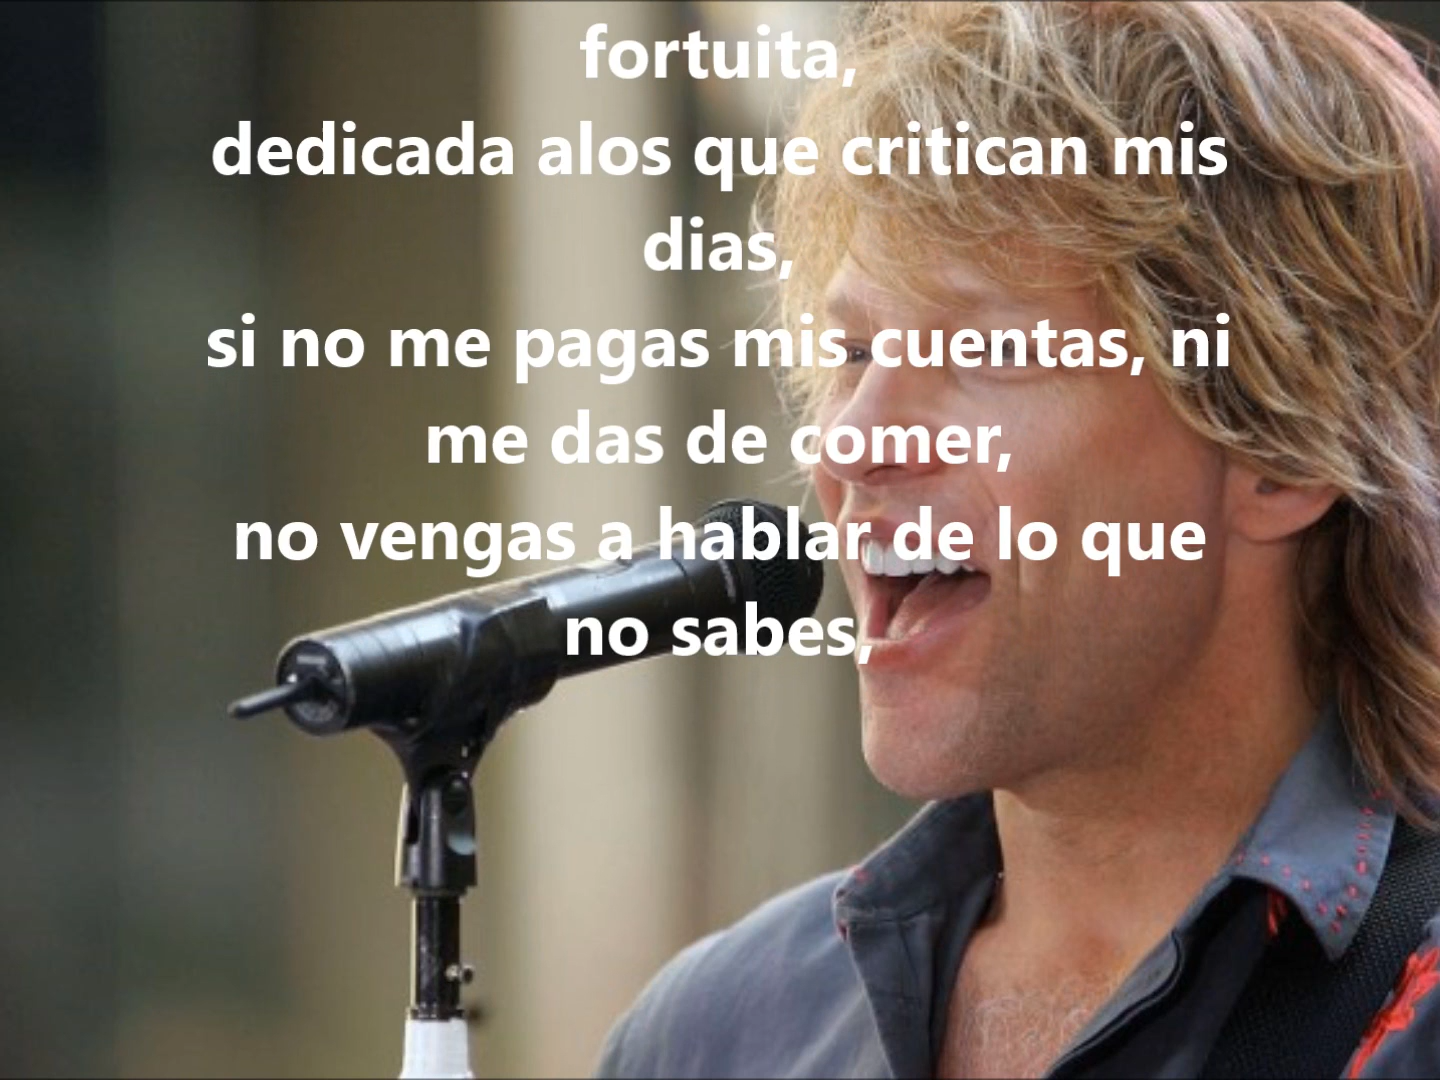 fortuita,
dedicada alos que critican mis
dias,
si no me pagas mis cuentas, ni
me das de comer,
no vengas a hablar de lo que
no sabes,